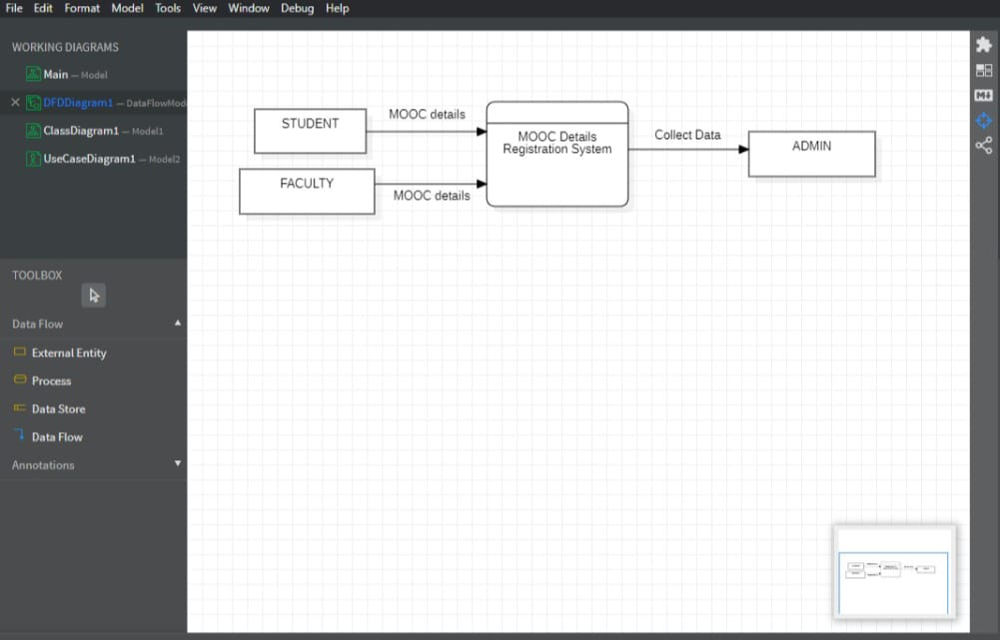 File Edit Format Model Tools View Window Debug Help
WORKING DIAGRAMS
Main — Model
DFDDiagram1 — DataFlowMod
ClassDiagram1 — Model1
UseCaseDiagram1 — Model2
TOOLBOX
Data Flow
External Entity
Process
Data Store
Data Flow
Annotations
STUDENT
MOOC details
FACULTY
MOOC details
MOOC Details
Registration System
Collect Data
ADMIN